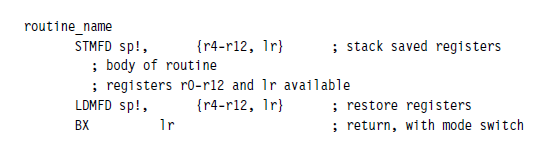 routine_name
STMFD sp!, {r4-r12, lr} ; stack saved registers
; body of routine
; registers r0-r12 and lr available
LDMFD sp!, {r4-r12, lr} ; restore registers
BX lr ; return, with mode switch